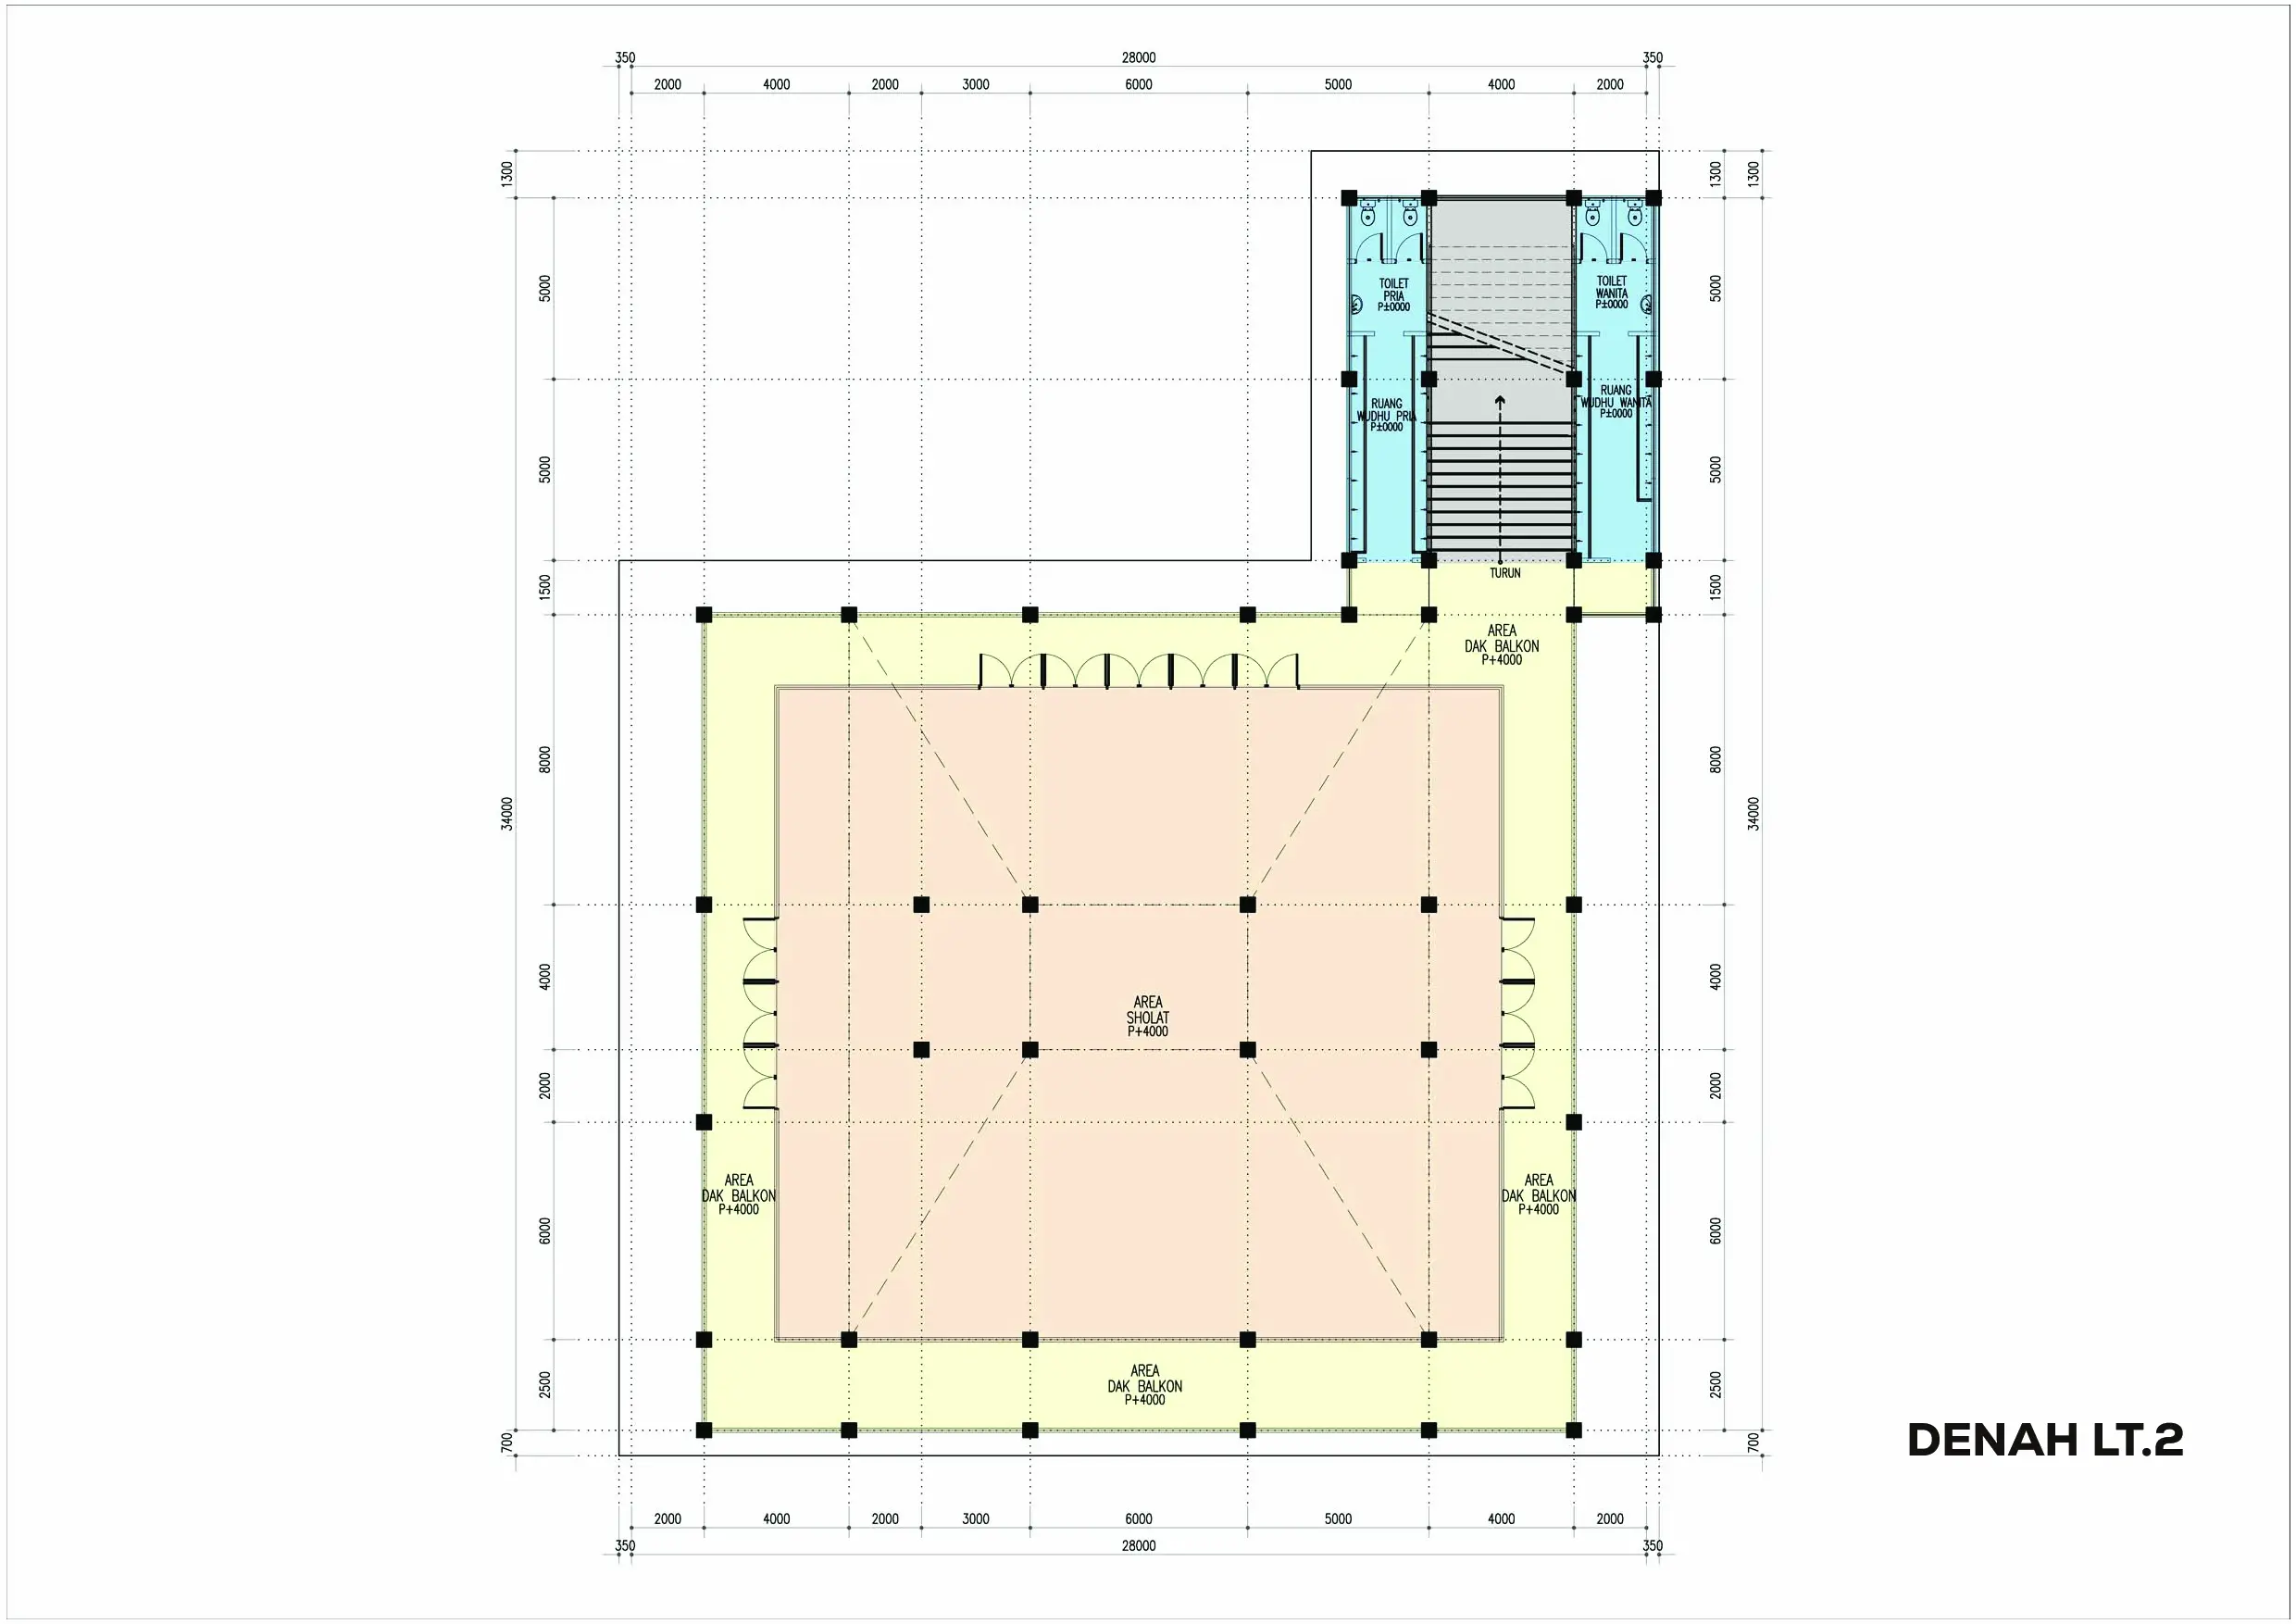 350 28000 350
2000 4000 2000 3000 6000 5000 4000 2000
1300 1300 1300
TOILET
PRIA
P±0000
TOILET
WANITA
P±0000
5000 5000
RUANG
WUDHU PRIA
P±0000
RUANG
WUDHU WANITA
P±0000
5000 5000
TURUN
1500 1500
AREA
DAK BALKON
P+4000
8000 8000
34000 34000
4000 4000
AREA
SHOLAT
P+4000
2000 2000
AREA
DAK BALKON
P+4000
AREA
DAK BALKON
P+4000
6000 6000
AREA
DAK BALKON
P+4000
2500 2500
700 700
DENAH LT.2
2000 4000 2000 3000 6000 5000 4000 2000
350 28000 350